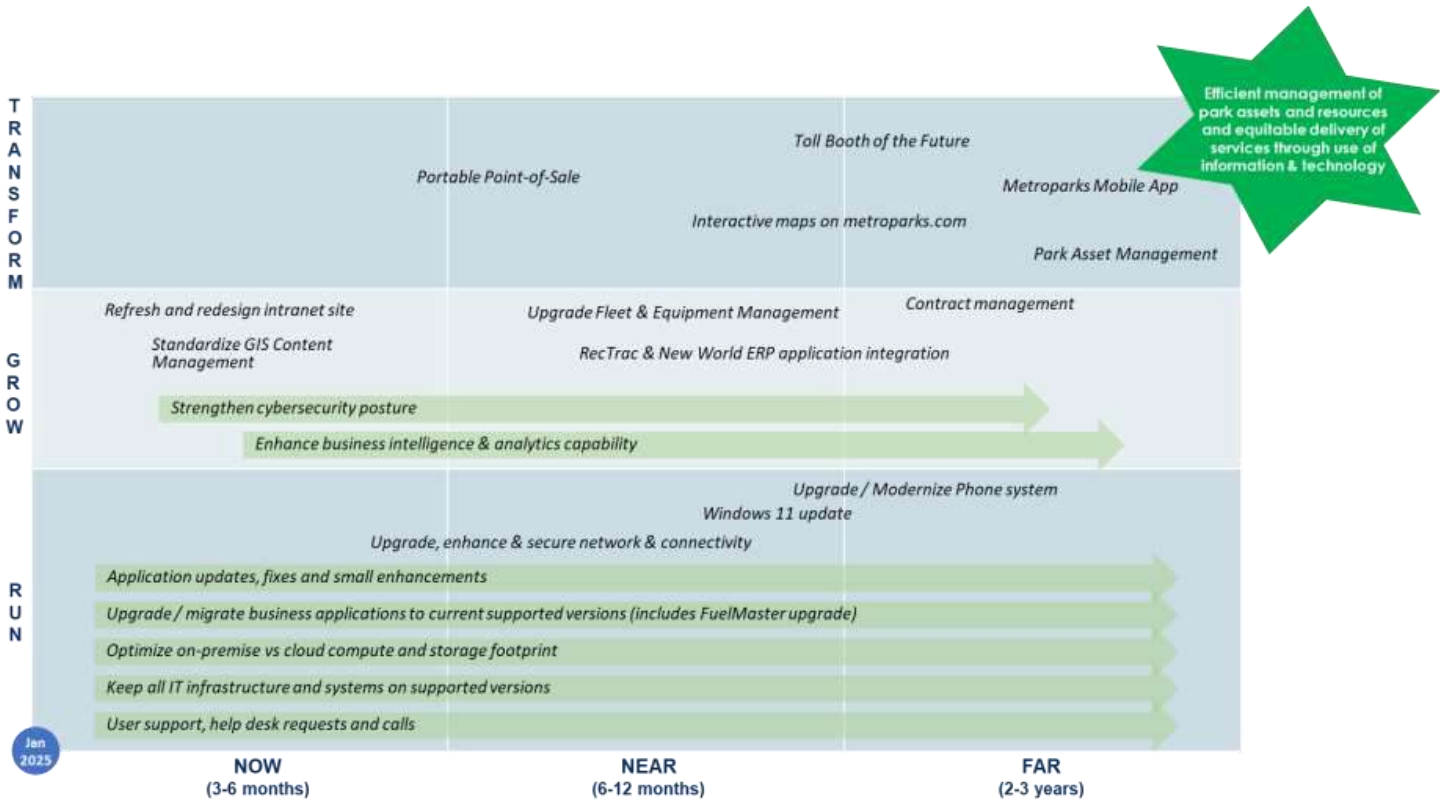 Efficient management of
park assets and resources
and equitable delivery of
services through use of
information & technology
TRANSFORM
Toll Booth of the Future
Portable Point-of-Sale
Metroparks Mobile App
Interactive maps on metroparks.com
Park Asset Management
GROW
Refresh and redesign intranet site
Contract management
Upgrade Fleet & Equipment Management
Standardize GIS Content
Management
RecTrac & New World ERP application integration
Strengthen cybersecurity posture
Enhance business intelligence & analytics capability
RUN
Upgrade / Modernize Phone system
Windows 11 update
Upgrade, enhance & secure network & connectivity
Application updates, fixes and small enhancements
Upgrade / migrate business applications to current supported versions (includes FuelMaster upgrade)
Optimize on-premise vs cloud compute and storage footprint
Keep all IT infrastructure and systems on supported versions
User support, help desk requests and calls
Jan
2025
NOW
(3-6 months)
NEAR
(6-12 months)
FAR
(2-3 years)